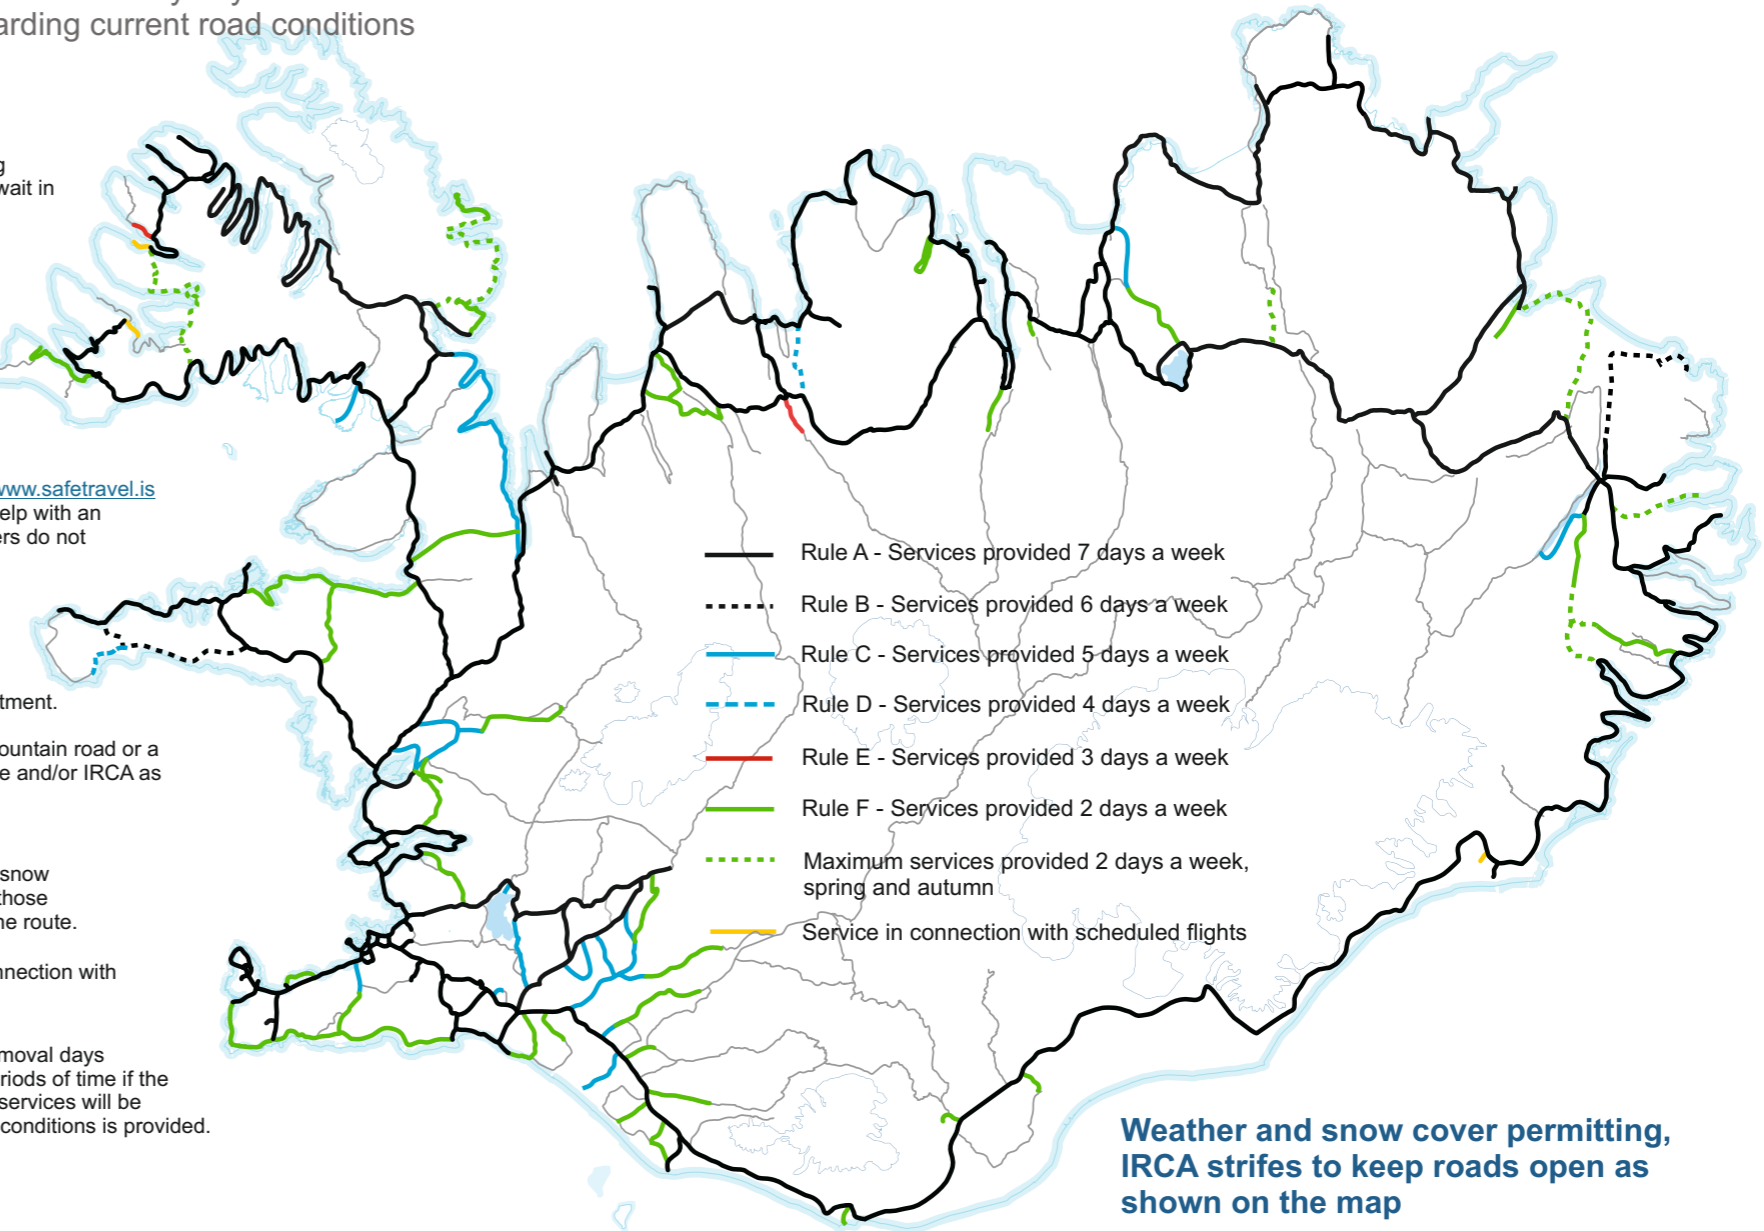 arding current road conditions
wait in
www.safetravel.is
elp with an
ers do not
tment.
ountain road or a
e and/or IRCA as
snow
those
ne route.
nnection with
moval days
riods of time if the
services will be
conditions is provided.
Rule A - Services provided 7 days a week
Rule B - Services provided 6 days a week
Rule C - Services provided 5 days a week
Rule D - Services provided 4 days a week
Rule E - Services provided 3 days a week
Rule F - Services provided 2 days a week
Maximum services provided 2 days a week,
spring and autumn
Service in connection with scheduled flights
Weather and snow cover permitting,
IRCA strifes to keep roads open as
shown on the map